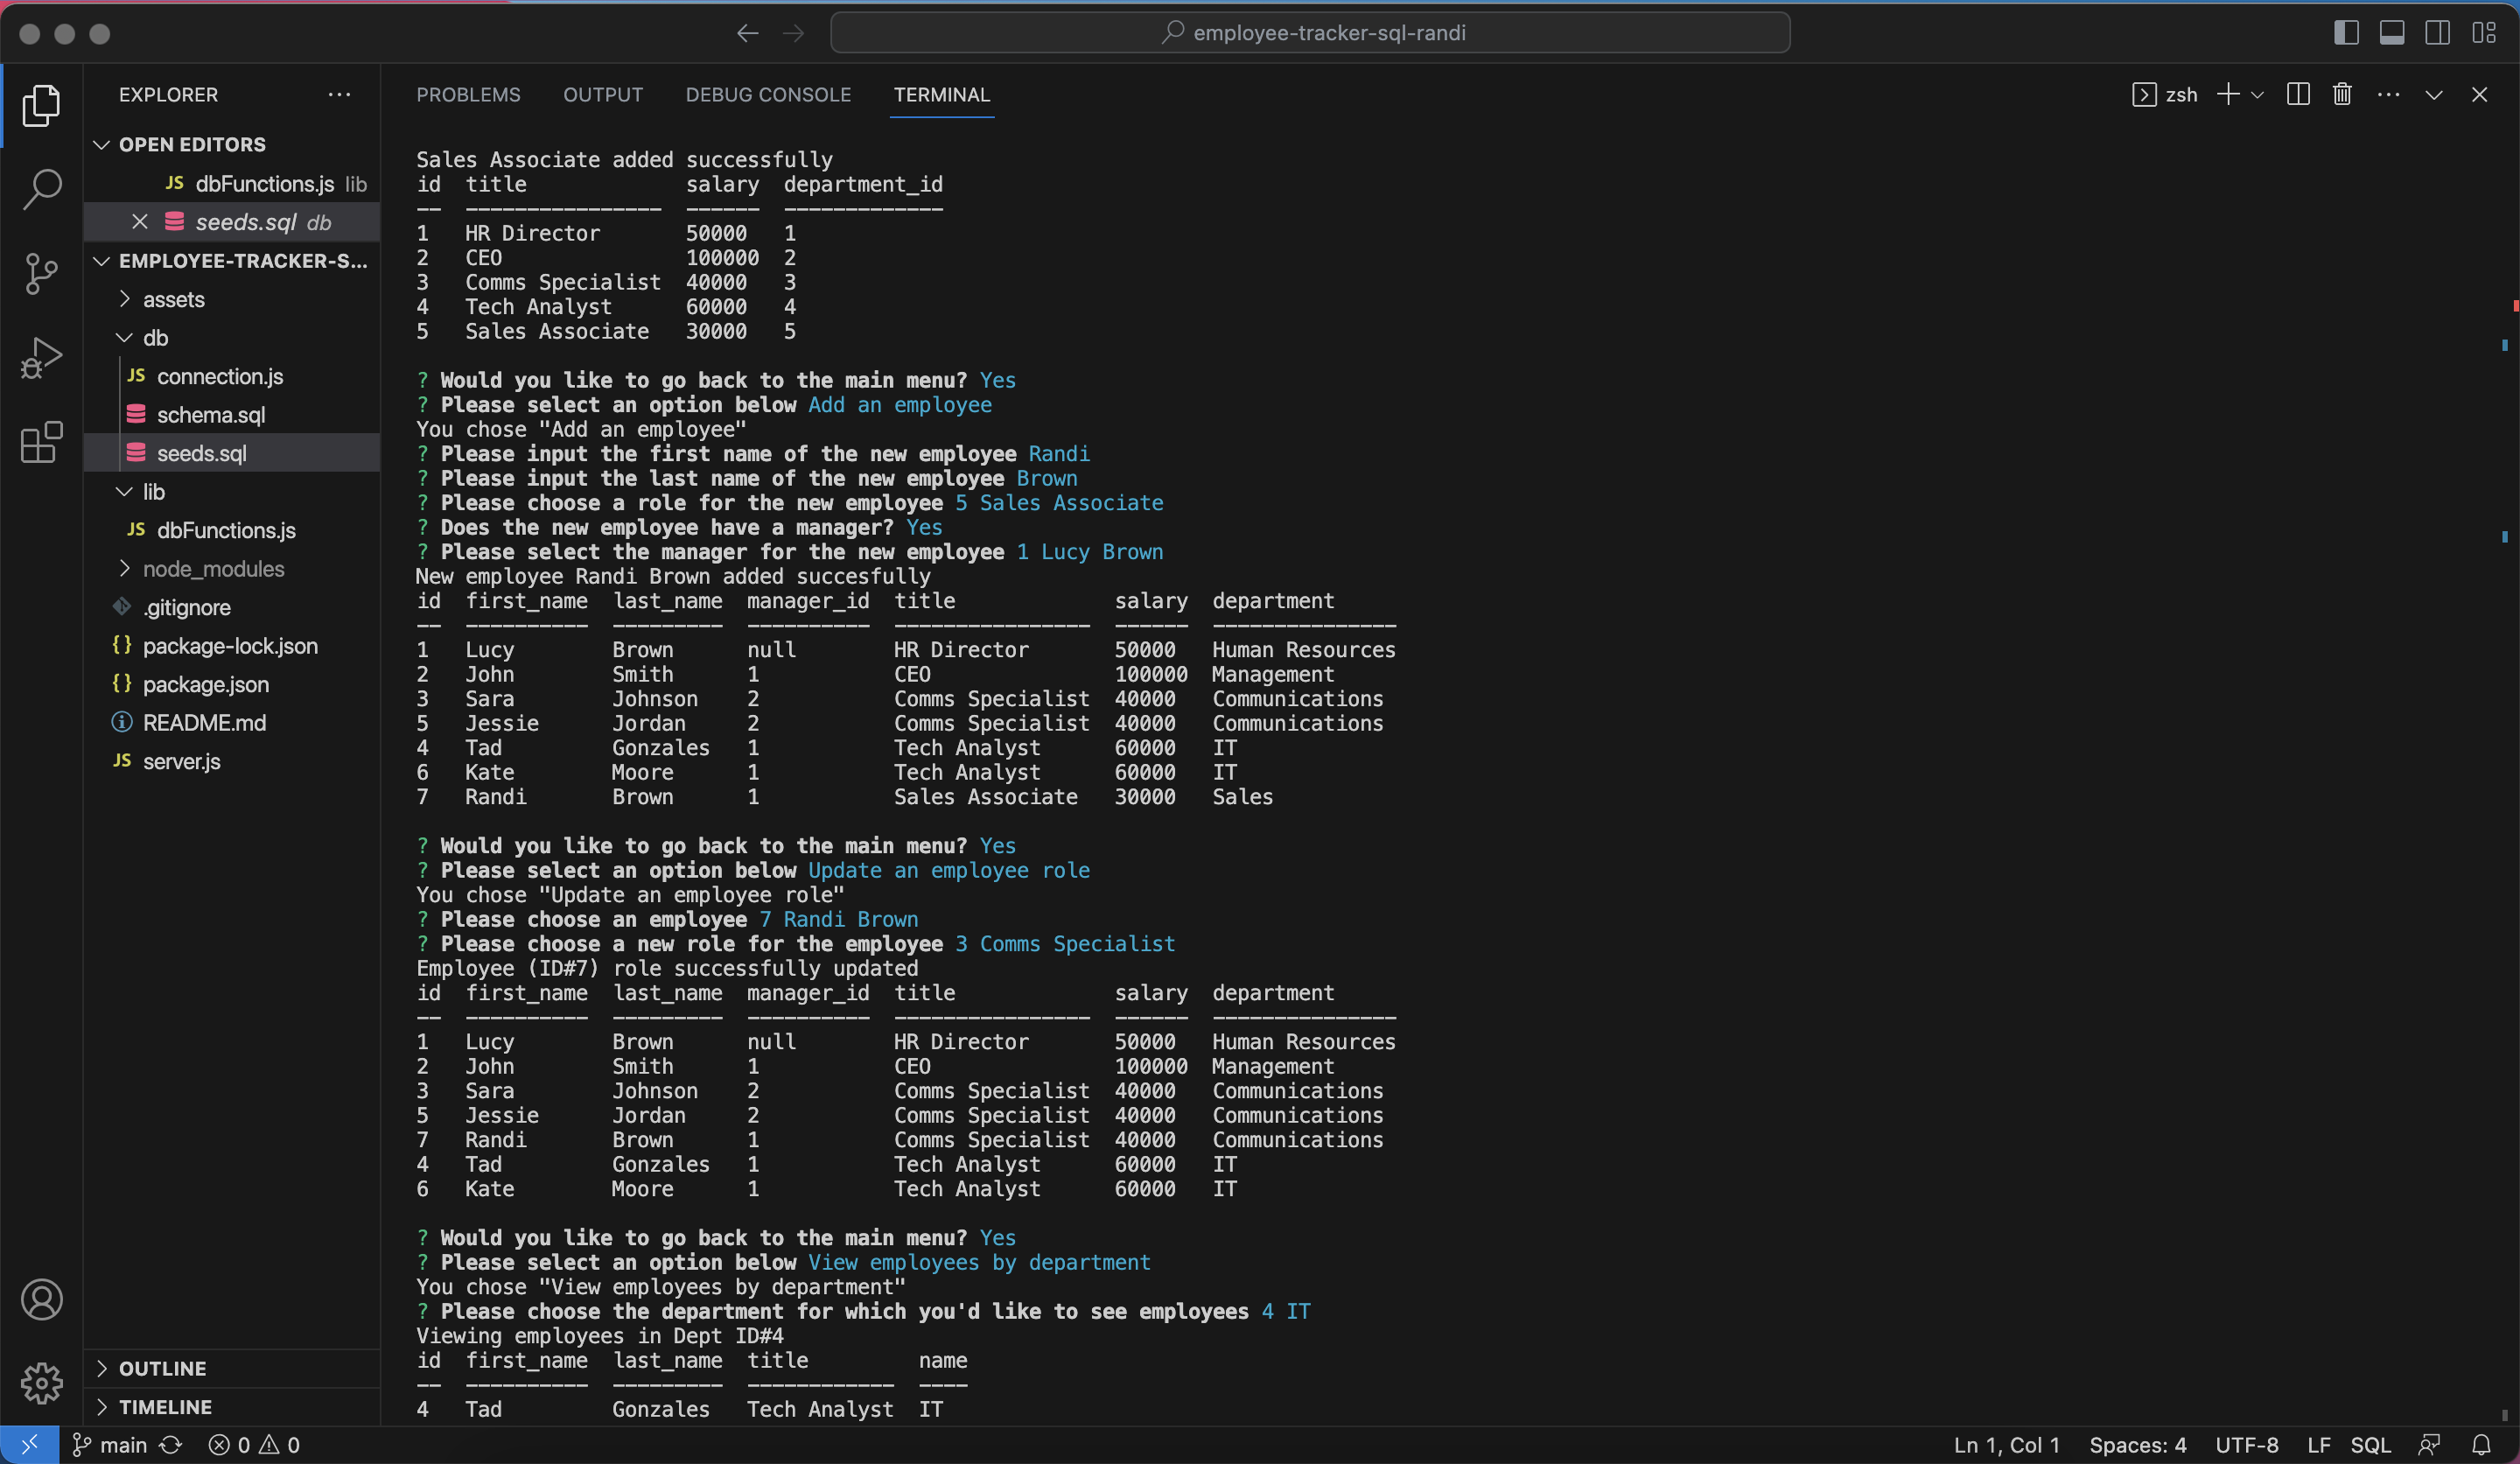 employee-tracker-sql-randi
EXPLORER
OPEN EDITORS
JS dbFunctions.js lib
seeds.sql db
EMPLOYEE-TRACKER-S...
assets
db
JS connection.js
schema.sql
seeds.sql
lib
JS dbFunctions.js
node_modules
.gitignore
{} package-lock.json
{} package.json
README.md
JS server.js
OUTLINE
TIMELINE
PROBLEMS OUTPUT DEBUG CONSOLE TERMINAL
zsh
Sales Associate added successfully
id title salary department_id
-- ---------------- ------ -------------
1 HR Director 50000 1
2 CEO 100000 2
3 Comms Specialist 40000 3
4 Tech Analyst 60000 4
5 Sales Associate 30000 5
? Would you like to go back to the main menu? Yes
? Please select an option below Add an employee
You chose "Add an employee"
? Please input the first name of the new employee Randi
? Please input the last name of the new employee Brown
? Please choose a role for the new employee 5 Sales Associate
? Does the new employee have a manager? Yes
? Please select the manager for the new employee 1 Lucy Brown
New employee Randi Brown added succesfully
id first_name last_name manager_id title salary department
-- ---------- --------- ---------- ---------------- ------ ---------------
1 Lucy Brown null HR Director 50000 Human Resources
2 John Smith 1 CEO 100000 Management
3 Sara Johnson 2 Comms Specialist 40000 Communications
5 Jessie Jordan 2 Comms Specialist 40000 Communications
4 Tad Gonzales 1 Tech Analyst 60000 IT
6 Kate Moore 1 Tech Analyst 60000 IT
7 Randi Brown 1 Sales Associate 30000 Sales
? Would you like to go back to the main menu? Yes
? Please select an option below Update an employee role
You chose "Update an employee role"
? Please choose an employee 7 Randi Brown
? Please choose a new role for the employee 3 Comms Specialist
Employee (ID#7) role successfully updated
id first_name last_name manager_id title salary department
-- ---------- --------- ---------- ---------------- ------ ---------------
1 Lucy Brown null HR Director 50000 Human Resources
2 John Smith 1 CEO 100000 Management
3 Sara Johnson 2 Comms Specialist 40000 Communications
5 Jessie Jordan 2 Comms Specialist 40000 Communications
7 Randi Brown 1 Comms Specialist 40000 Communications
4 Tad Gonzales 1 Tech Analyst 60000 IT
6 Kate Moore 1 Tech Analyst 60000 IT
? Would you like to go back to the main menu? Yes
? Please select an option below View employees by department
You chose "View employees by department"
? Please choose the department for which you'd like to see employees 4 IT
Viewing employees in Dept ID#4
id first_name last_name title name
-- ---------- --------- ------------ ----
4 Tad Gonzales Tech Analyst IT
main 0 0 Ln 1, Col 1 Spaces: 4 UTF-8 LF SQL